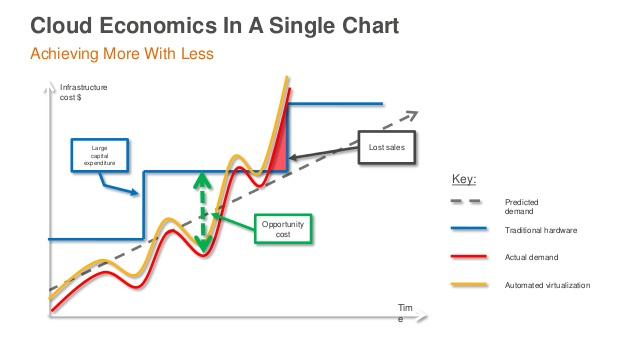 Cloud Economics In A Single Chart
Achieving More With Less
Infrastructure
cost $
Large
capital
expenditure
Lost sales
Opportunity
cost
Key:
Predicted
demand
Traditional hardware
Actual demand
Automated virtualization
Tim
e